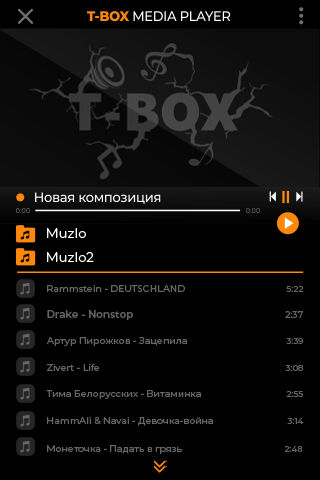 T-BOX MEDIA PLAYER
T-BOX
Новая композиция
0:00 0:00
Muzlo
Muzlo2
Rammstein - DEUTSCHLAND 5:22
Drake - Nonstop 2:37
Артур Пирожков - Зацепила 3:39
Zivert - Life 3:08
Тима Белорусских - Витаминка 2:55
HammAli & Navai - Девочка-война 3:14
Монеточка - Падать в грязь 2:48